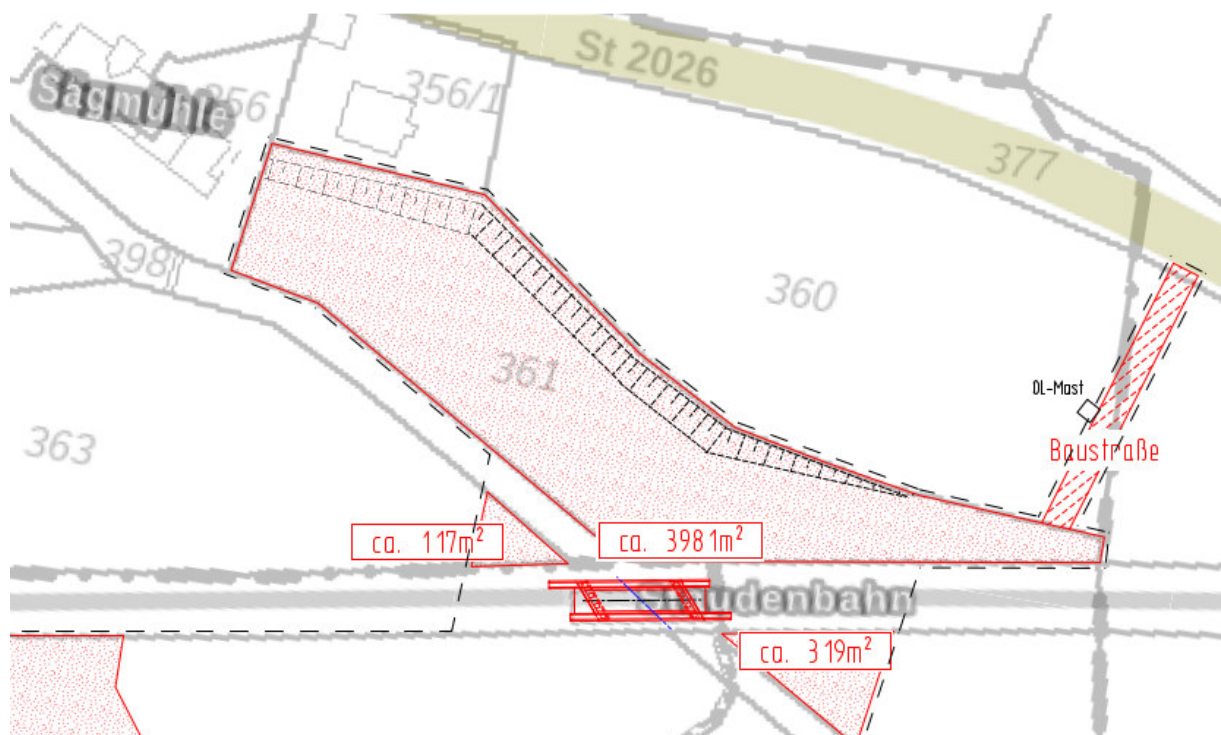 St 2026
Sägmühle
356
356/1
377
398
360
361
OL-Mast
363
Baustraße
ca. 117m²
ca. 3981m²
ca. 319m²